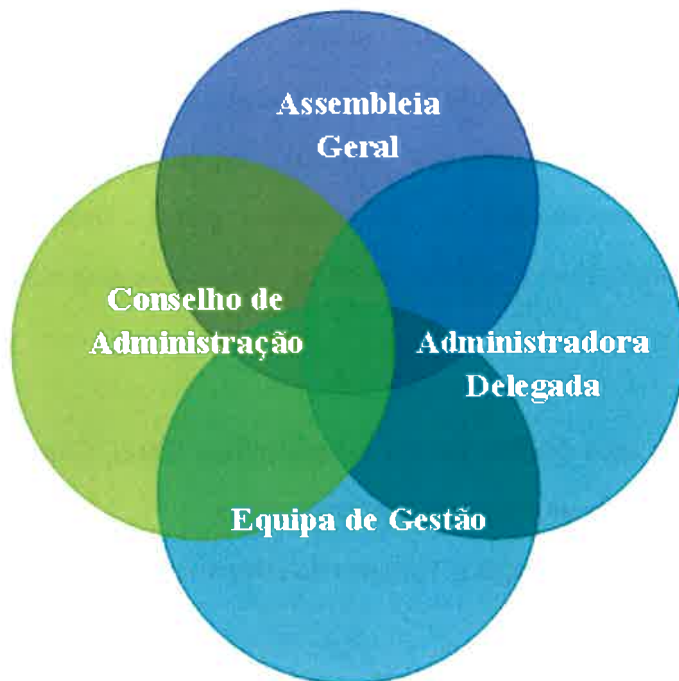 Assembleia
Geral
Conselho de
Administração
Administradora
Delegada
Equipa de Gestão